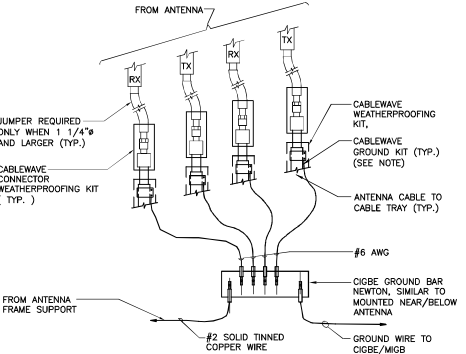 FROM ANTENNA
TX
RX
TX
RX
JUMPER REQUIRED
ONLY WHEN 1 1/4"ø
AND LARGER (TYP.)
CABLEWAVE
CONNECTOR
WEATHERPROOFING KIT
( TYP. )
CABLEWAVE
WEATHERPROOFING
KIT,
CABLEWAVE
GROUND KIT (TYP.)
(SEE NOTE)
ANTENNA CABLE TO
CABLE TRAY (TYP.)
#6 AWG
CIGBE GROUND BAR
NEWTON, SIMILAR TO
MOUNTED NEAR/BELOW
ANTENNA
FROM ANTENNA
FRAME SUPPORT
#2 SOLID TINNED
COPPER WIRE
GROUND WIRE TO
CIGBE/MIGB